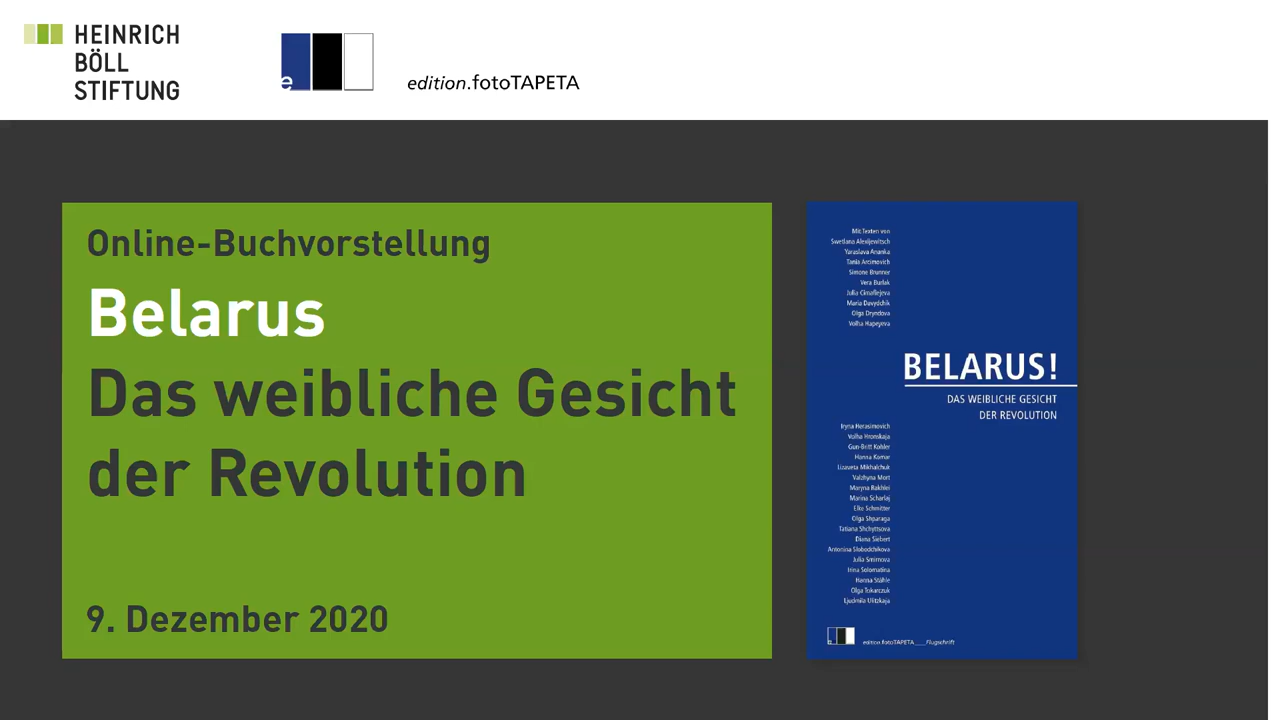 HEINRICH
BÖLL
STIFTUNG
e
edition.fotoTAPETA
Online-Buchvorstellung
Belarus
Das weibliche Gesicht
der Revolution
9. Dezember 2020
Mit Texten von
Swetlana Alexijewitsch
Yaraslava Ananka
Tania Arcimovich
Simone Brunner
Vera Burlak
Julia Cimafiejeva
Maria Davydchik
Olga Dryndova
Volha Hapeyeva
BELARUS!
DAS WEIBLICHE GESICHT
DER REVOLUTION
Iryna Herasimovich
Volha Hronskaja
Gun-Britt Kohler
Hanna Komar
Lizaveta Mikhalchuk
Valzhyna Mort
Maryna Rakhlei
Marina Scharlaj
Elke Schmitter
Olga Shparaga
Tatiana Shchyttsova
Diana Siebert
Antonina Slobodchikova
Julia Smirnova
Irina Solomatina
Hanna Stähle
Olga Tokarczuk
Ljudmila Ulitzkaja
e
edition.fotoTAPETA___Flugschrift